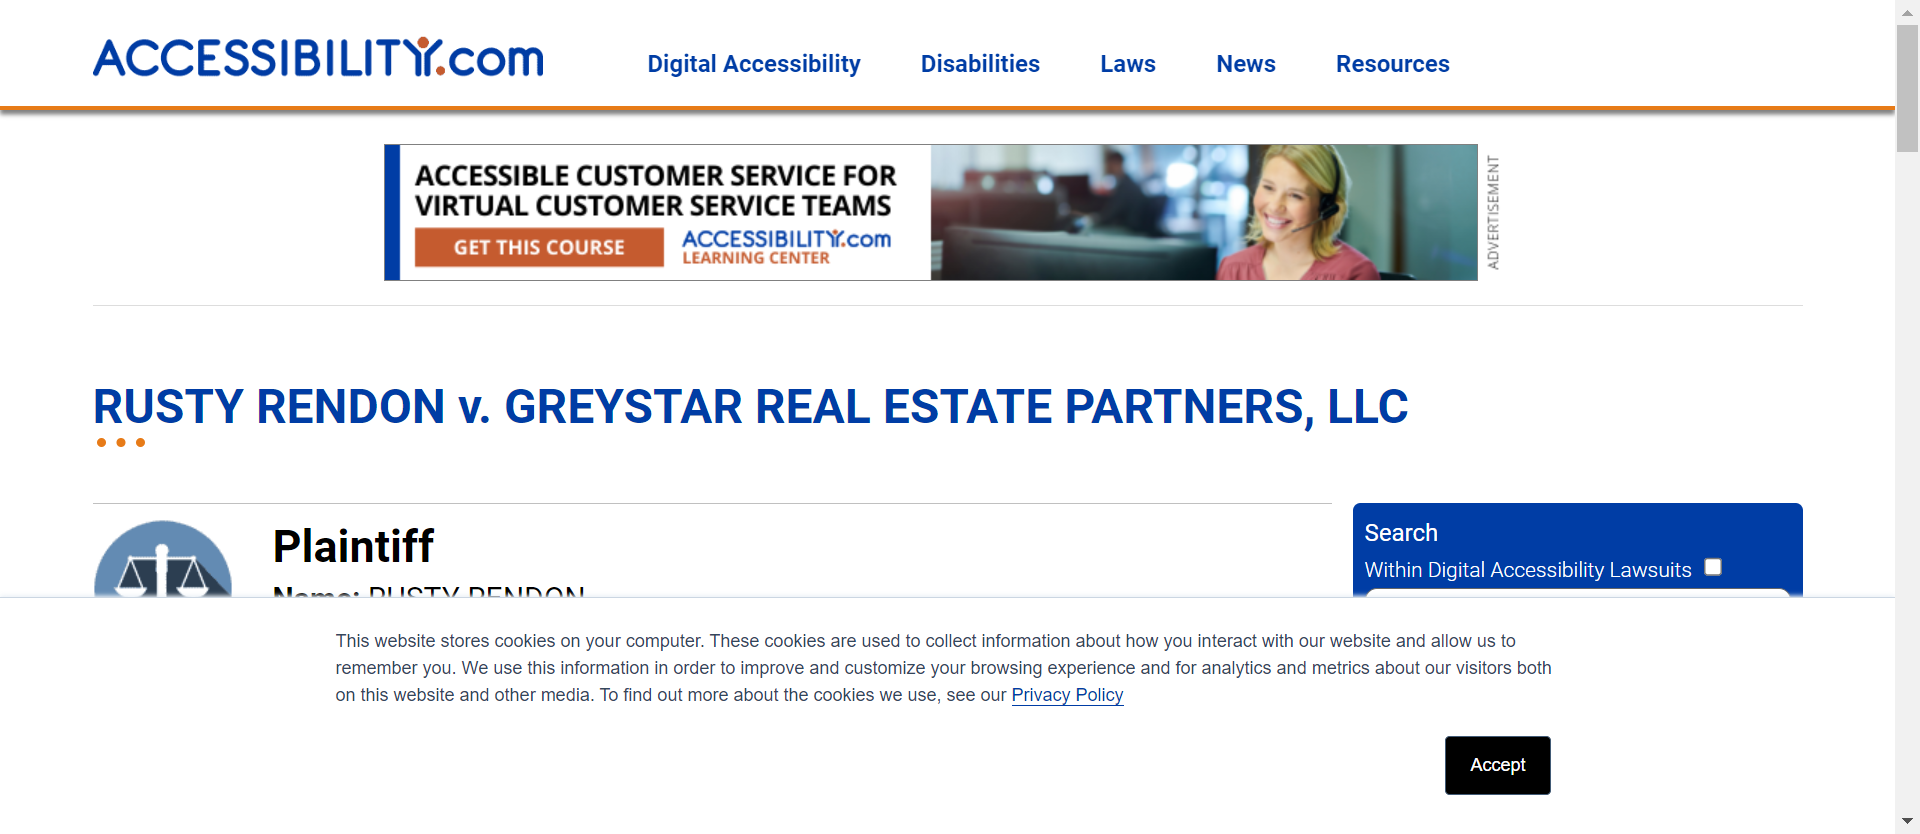 ACCESSIBILITY.com
Digital Accessibility Disabilities Laws News Resources
ACCESSIBLE CUSTOMER SERVICE FOR
VIRTUAL CUSTOMER SERVICE TEAMS
GET THIS COURSE
ACCESSIBILITY.com
LEARNING CENTER
ADVERTISEMENT
RUSTY RENDON v. GREYSTAR REAL ESTATE PARTNERS, LLC
Plaintiff
Name: RUSTY RENDON
Search
Within Digital Accessibility Lawsuits
This website stores cookies on your computer. These cookies are used to collect information about how you interact with our website and allow us to
remember you. We use this information in order to improve and customize your browsing experience and for analytics and metrics about our visitors both
on this website and other media. To find out more about the cookies we use, see our Privacy Policy
Accept